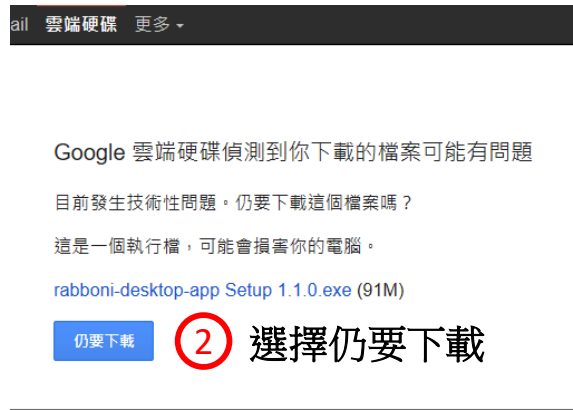 ail 雲端硬碟 更多
Google 雲端硬碟偵測到你下載的檔案可能有問題
目前發生技術性問題。仍要下載這個檔案嗎？
這是一個執行檔，可能會損害你的電腦。
rabboni-desktop-app Setup 1.1.0.exe (91M)
仍要下載 2 選擇仍要下載